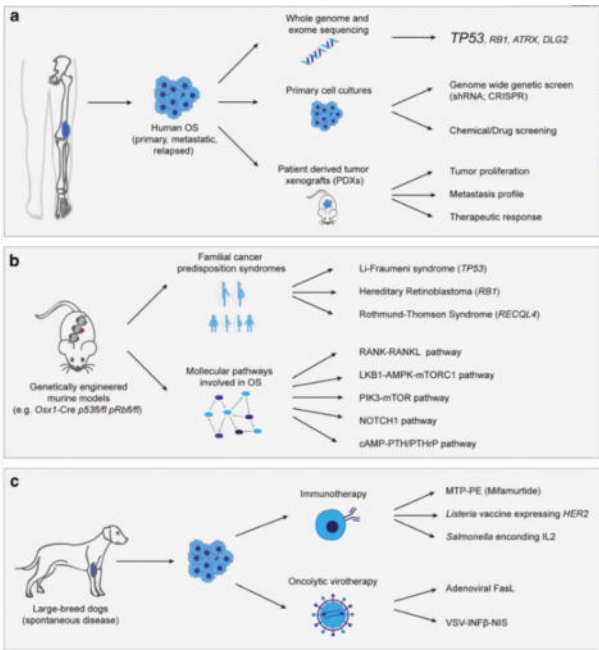 a
Whole genome and
exome sequencing
TP53, RB1, ATRX, DLG2
Primary cell cultures
Genome wide genetic screen
(shRNA; CRISPR)
Chemical/Drug screening
Human OS
(primary, metastatic,
relapsed)
Patient derived tumor
xenografts (PDXs)
Tumor proliferation
Metastasis profile
Therapeutic response
b
Familial cancer
predisposition syndromes
Li-Fraumeni syndrome (TP53)
Hereditary Retinoblastoma (RB1)
Rothmund-Thomson Syndrome (RECQL4)
Genetically engineered
murine models
(e.g. Osx1-Cre p53fl/fl pRbfl/fl)
Molecular pathways
involved in OS
RANK-RANKL pathway
LKB1-AMPK-mTORC1 pathway
PIK3-mTOR pathway
NOTCH1 pathway
cAMP-PTH/PTHrP pathway
c
Large-breed dogs
(spontaneous disease)
Immunotherapy
MTP-PE (Mifamurtide)
Listeria vaccine expressing HER2
Salmonella enconding IL2
Oncolytic virotherapy
Adenoviral FasL
VSV-INFβ-NIS